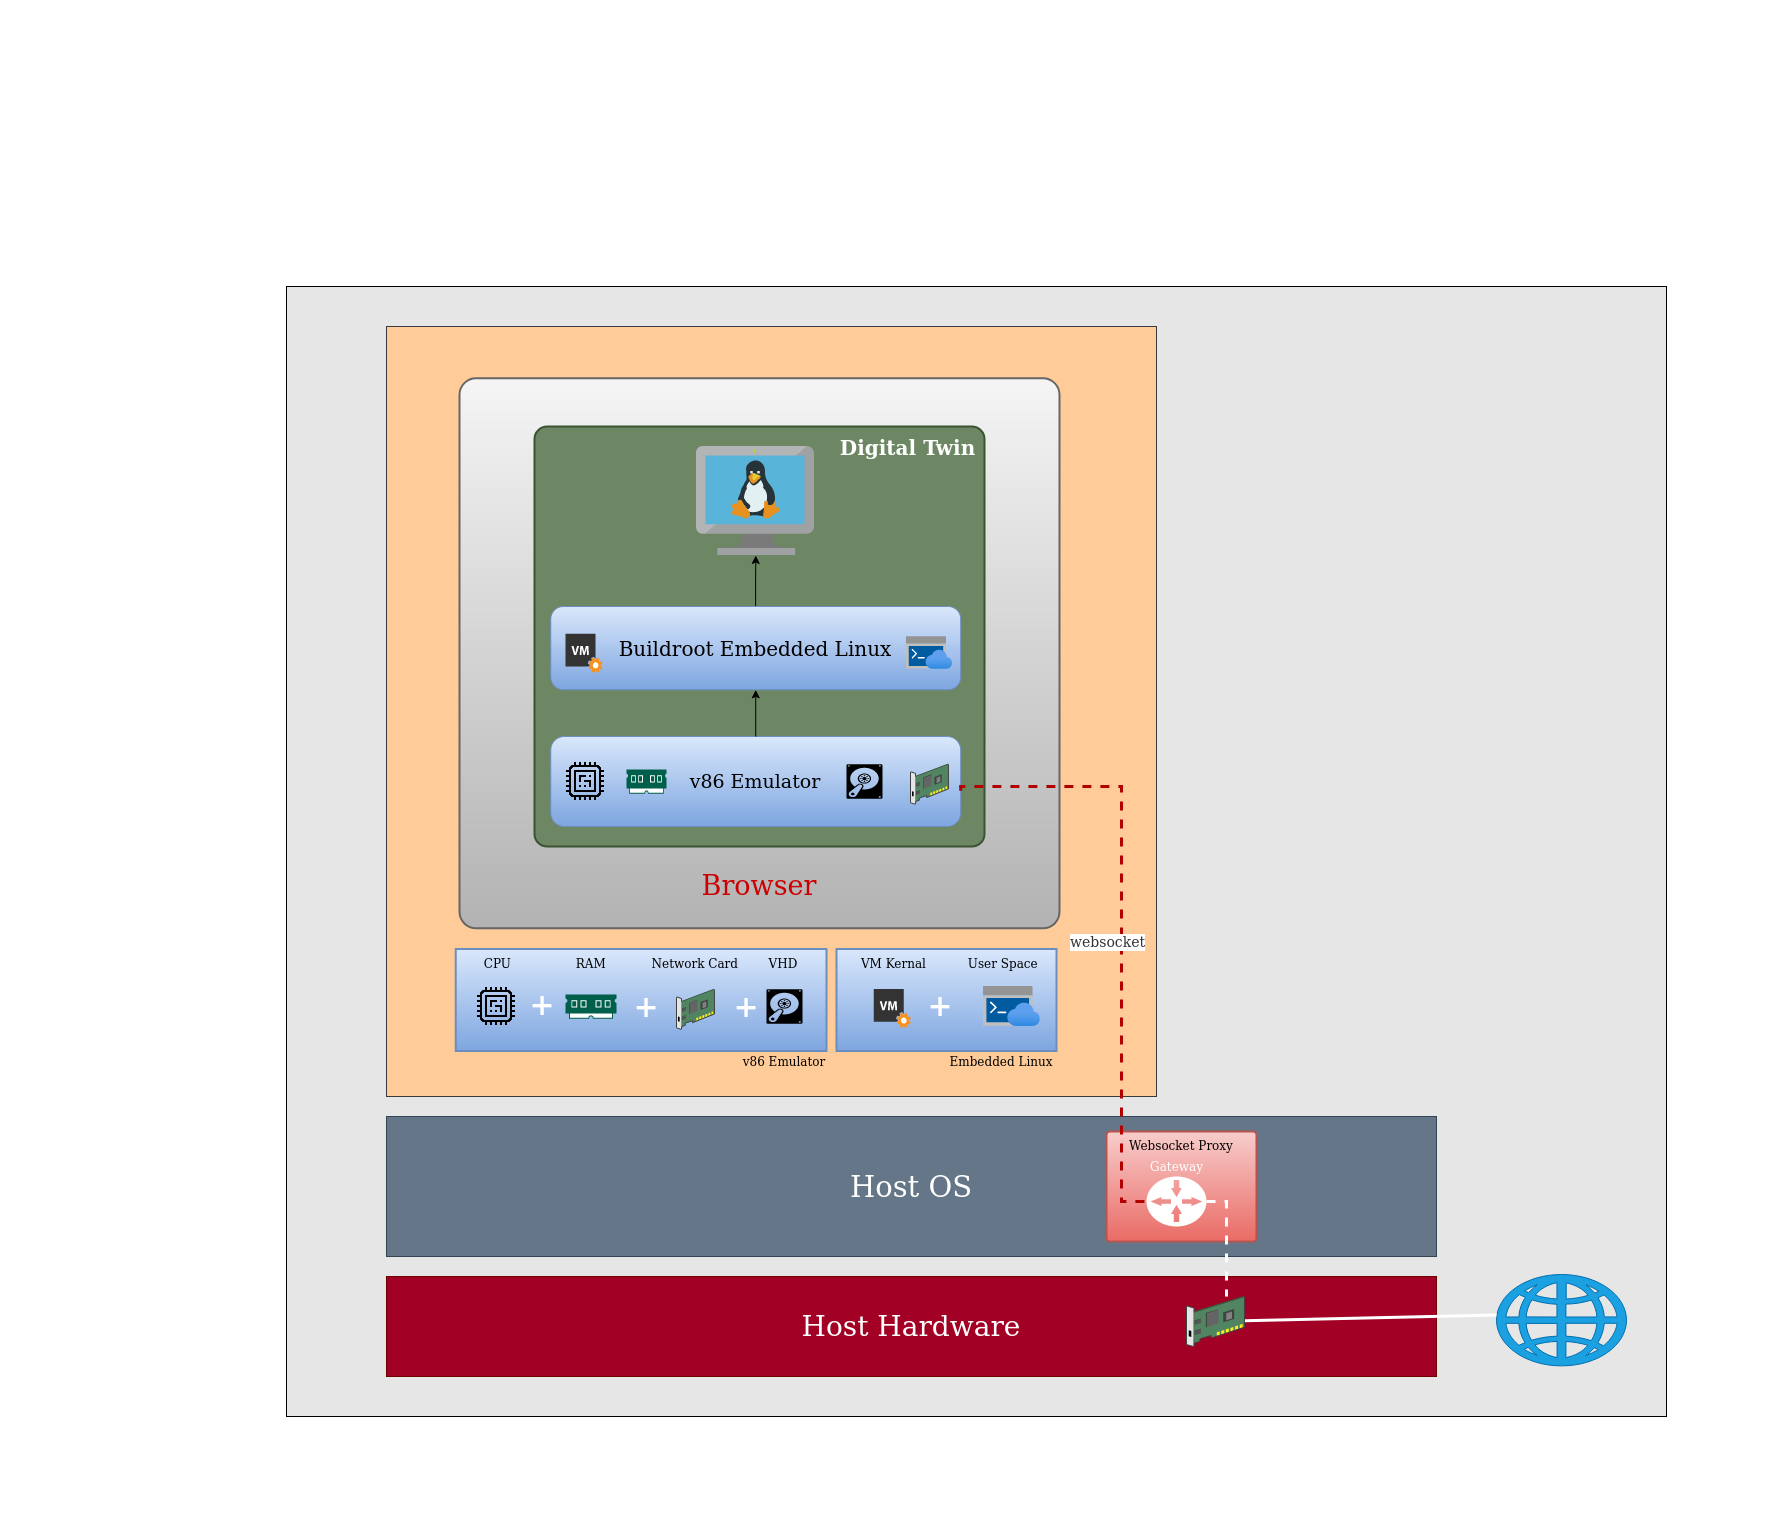 Digital Twin
VM
Buildroot Embedded Linux
v86 Emulator
Browser
websocket
CPU
RAM
Network Card
VHD
VM Kernal
User Space
VM
v86 Emulator
Embedded Linux
Websocket Proxy
Gateway
Host OS
Host Hardware